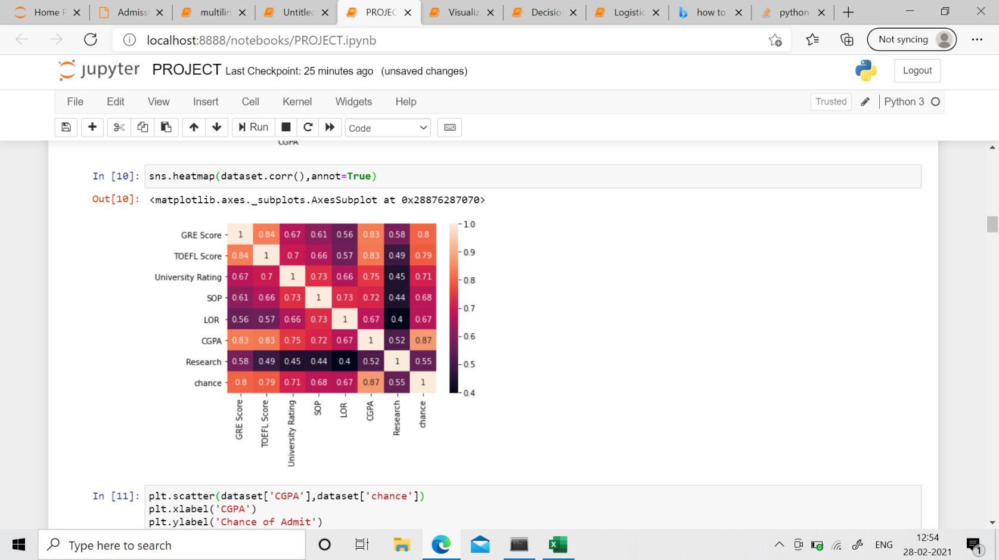 Home P
Admiss
multilin
Untitled
PROJEC
Visualiz
Decisio
Logistic
how to
python
localhost:8888/notebooks/PROJECT.ipynb
Not syncing
jupyter PROJECT Last Checkpoint: 25 minutes ago (unsaved changes)
Logout
File Edit View Insert Cell Kernel Widgets Help
Trusted Python 3
Run Code
CGPA
In [10]: sns.heatmap(dataset.corr(),annot=True)
Out[10]: <matplotlib.axes._subplots.AxesSubplot at 0x28876287070>
GRE Score 1 0.84 0.67 0.61 0.56 0.83 0.58 0.8
TOEFL Score 0.84 1 0.7 0.66 0.57 0.83 0.49 0.79
University Rating 0.67 0.7 1 0.73 0.66 0.75 0.45 0.71
SOP 0.61 0.66 0.73 1 0.73 0.72 0.44 0.68
LOR 0.56 0.57 0.66 0.73 1 0.67 0.4 0.67
CGPA 0.83 0.83 0.75 0.72 0.67 1 0.52 0.87
Research 0.58 0.49 0.45 0.44 0.4 0.52 1 0.55
chance 0.8 0.79 0.71 0.68 0.67 0.87 0.55 1
GRE Score
TOEFL Score
University Rating
SOP
LOR
CGPA
Research
chance
1.0
0.9
0.8
0.7
0.6
0.5
0.4
In [11]: plt.scatter(dataset['CGPA'],dataset['chance'])
plt.xlabel('CGPA')
plt.ylabel('Chance of Admit')
Type here to search
ENG
12:54
28-02-2021
1